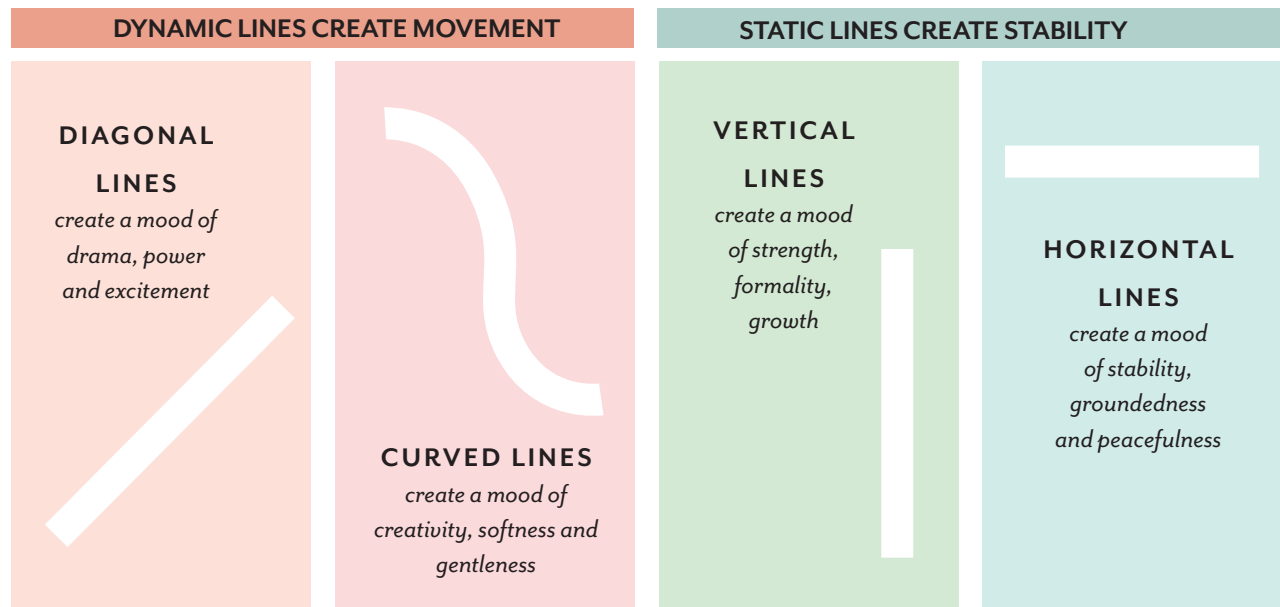 DYNAMIC LINES CREATE MOVEMENT
DIAGONAL
LINES
create a mood of
drama, power
and excitement
CURVED LINES
create a mood of
creativity, softness and
gentleness
STATIC LINES CREATE STABILITY
VERTICAL
LINES
create a mood
of strength,
formality,
growth
HORIZONTAL
LINES
create a mood
of stability,
groundedness
and peacefulness